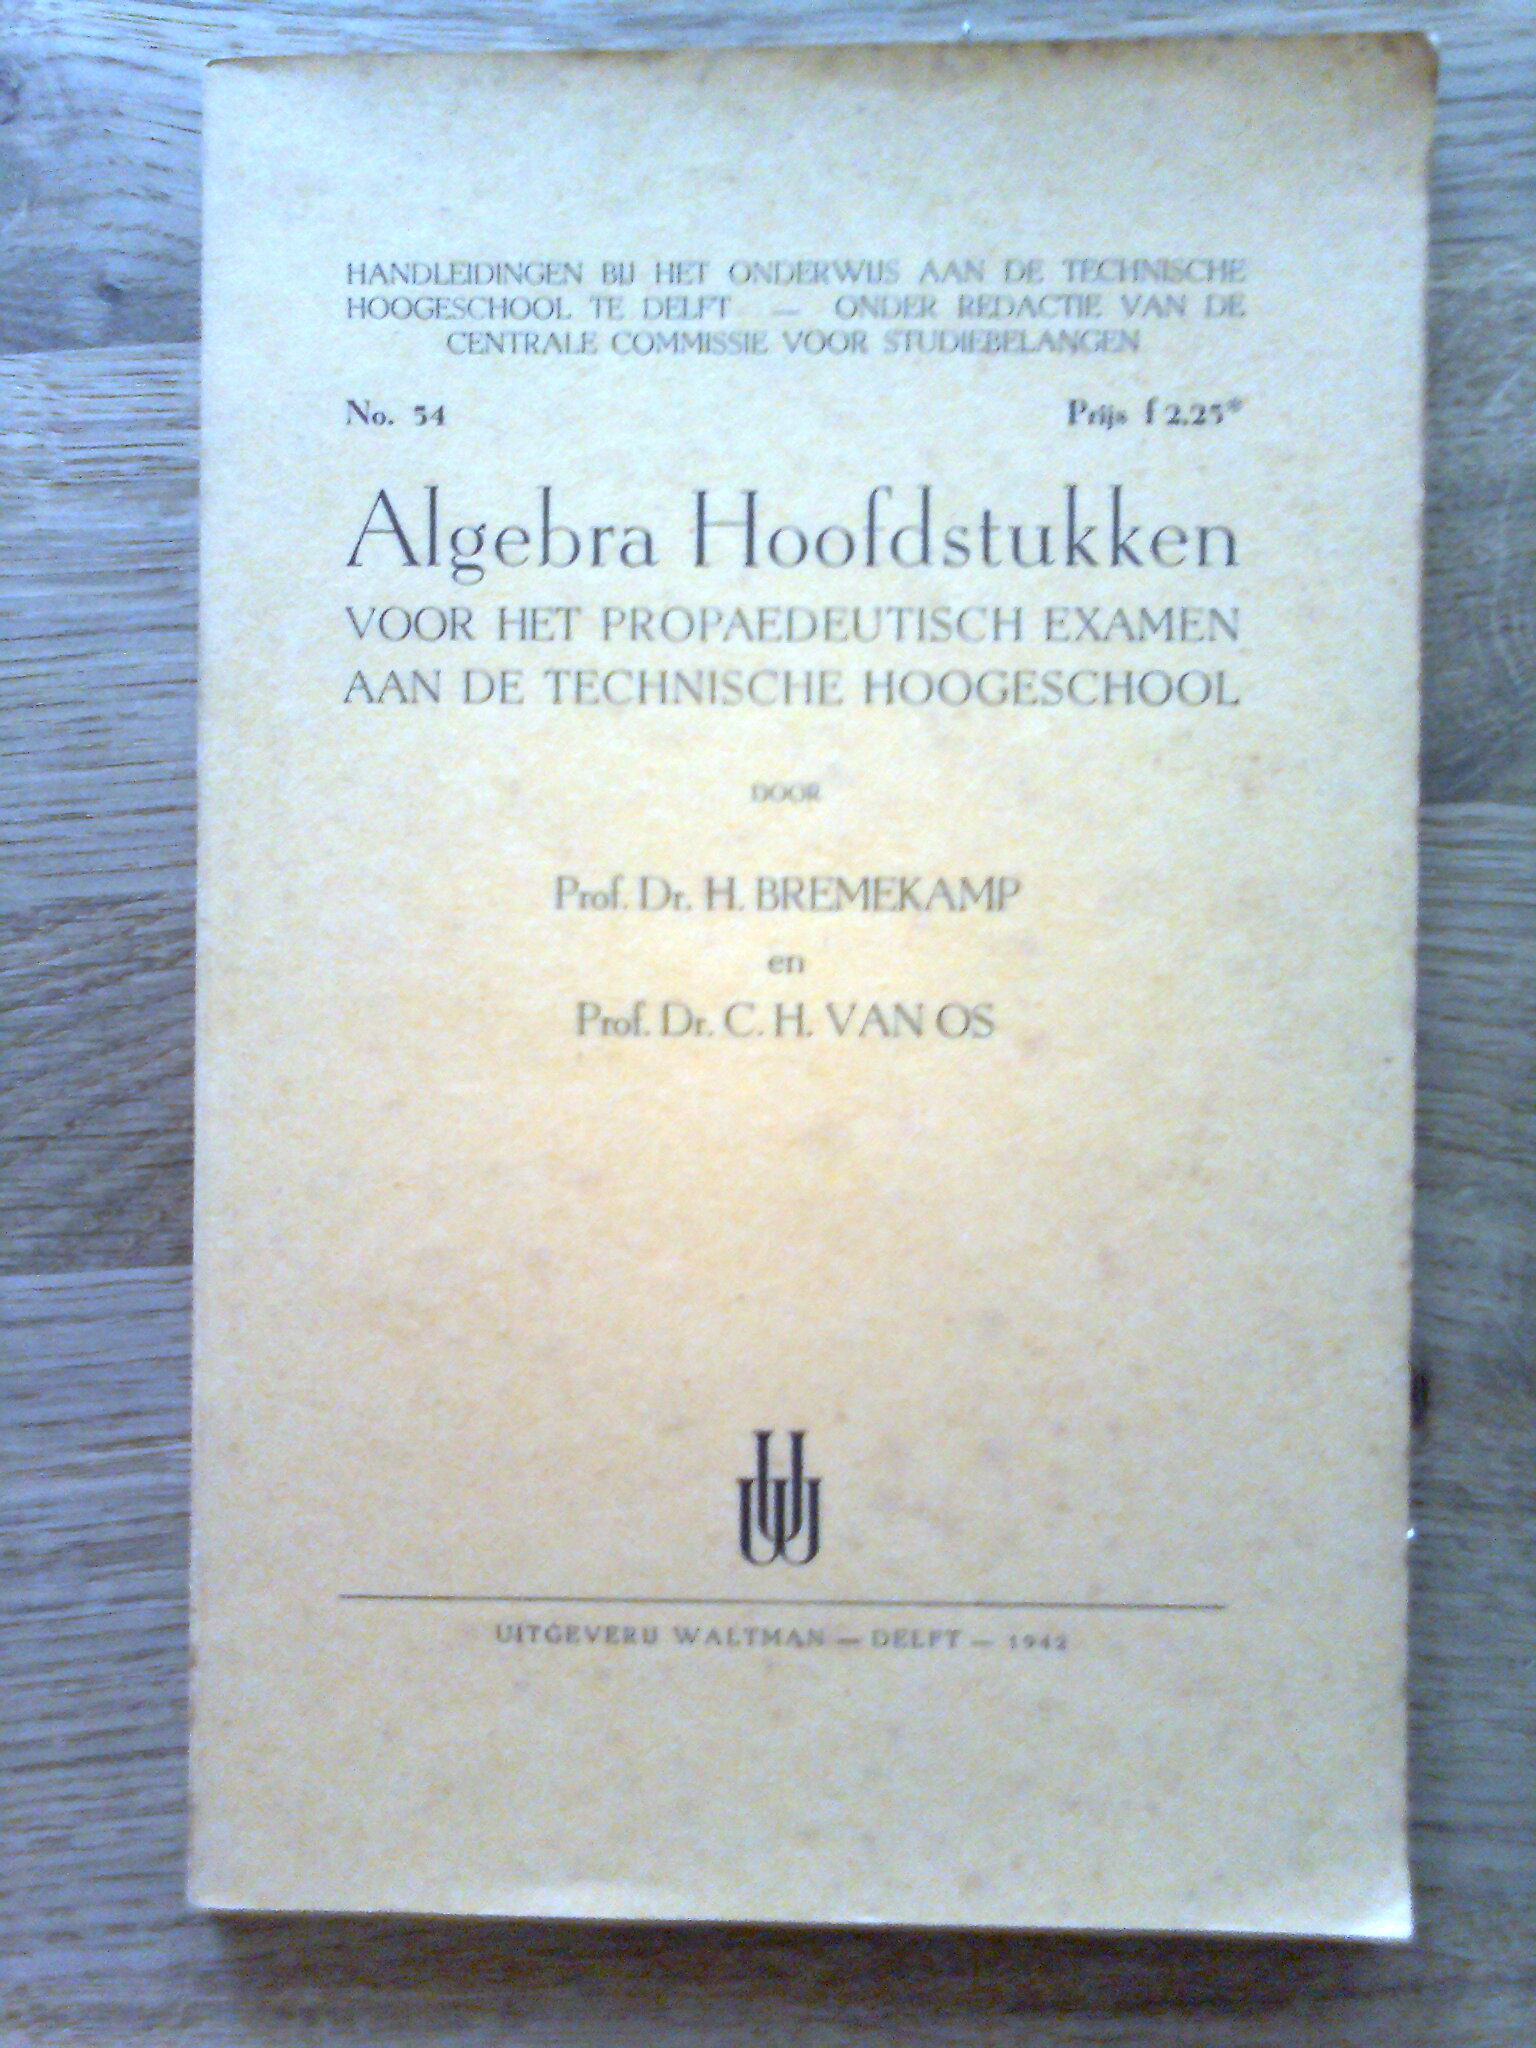 HANDLEIDINGEN BIJ HET ONDERWIJS AAN DE TECHNISCHE
HOOGESCHOOL TE DELFT — ONDER REDACTIE VAN DE
CENTRALE COMMISSIE VOOR STUDIEBELANGEN
No. 54 Prijs f 2.25*
Algebra Hoofdstukken
VOOR HET PROPAEDEUTISCH EXAMEN
AAN DE TECHNISCHE HOOGESCHOOL
DOOR
Prof. Dr. H. BREMEKAMP
en
Prof. Dr. C. H. VAN OS
UITGEVERIJ WALTMAN — DELFT — 1942